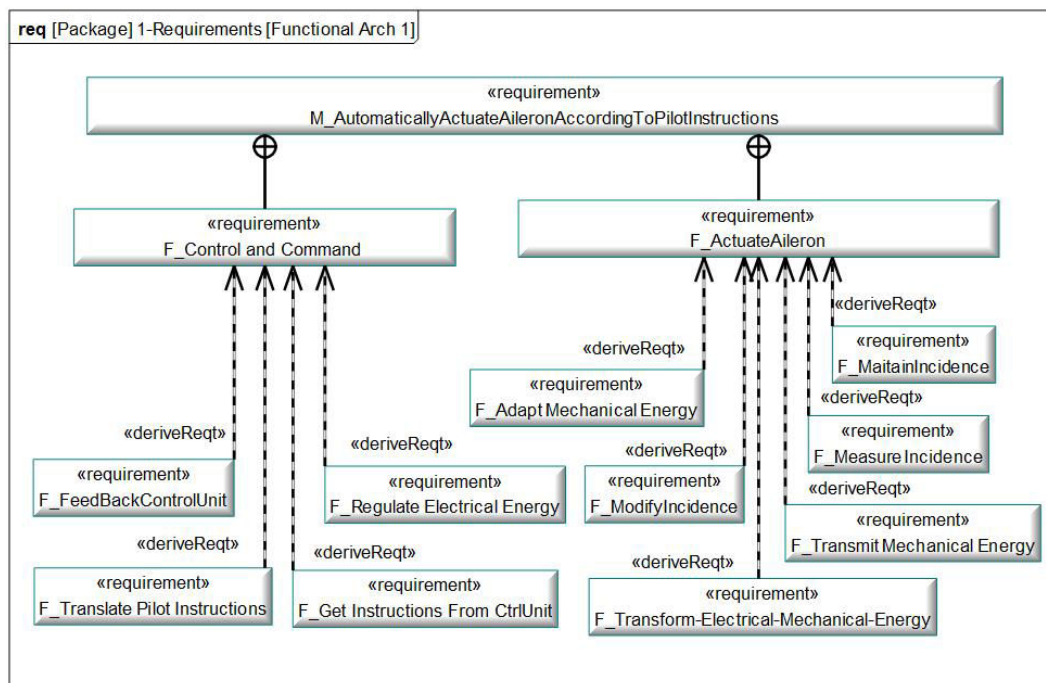 req [Package] 1-Requirements [Functional Arch 1]
«requirement»
M_AutomaticallyActuateAileronAccordingToPilotInstructions
«requirement»
F_Control and Command
«requirement»
F_ActuateAileron
«deriveReqt»
«requirement»
F_MaitainIncidence
«deriveReqt»
«requirement»
F_Adapt Mechanical Energy
«deriveReqt»
«requirement»
F_Measure Incidence
«deriveReqt»
«requirement»
F_FeedBackControlUnit
«deriveReqt»
«requirement»
F_Regulate Electrical Energy
«deriveReqt»
«requirement»
F_ModifyIncidence
«deriveReqt»
«requirement»
F_Transmit Mechanical Energy
«deriveReqt»
«requirement»
F_Translate Pilot Instructions
«deriveReqt»
«requirement»
F_Get Instructions From CtrlUnit
«deriveReqt»
«requirement»
F_Transform-Electrical-Mechanical-Energy